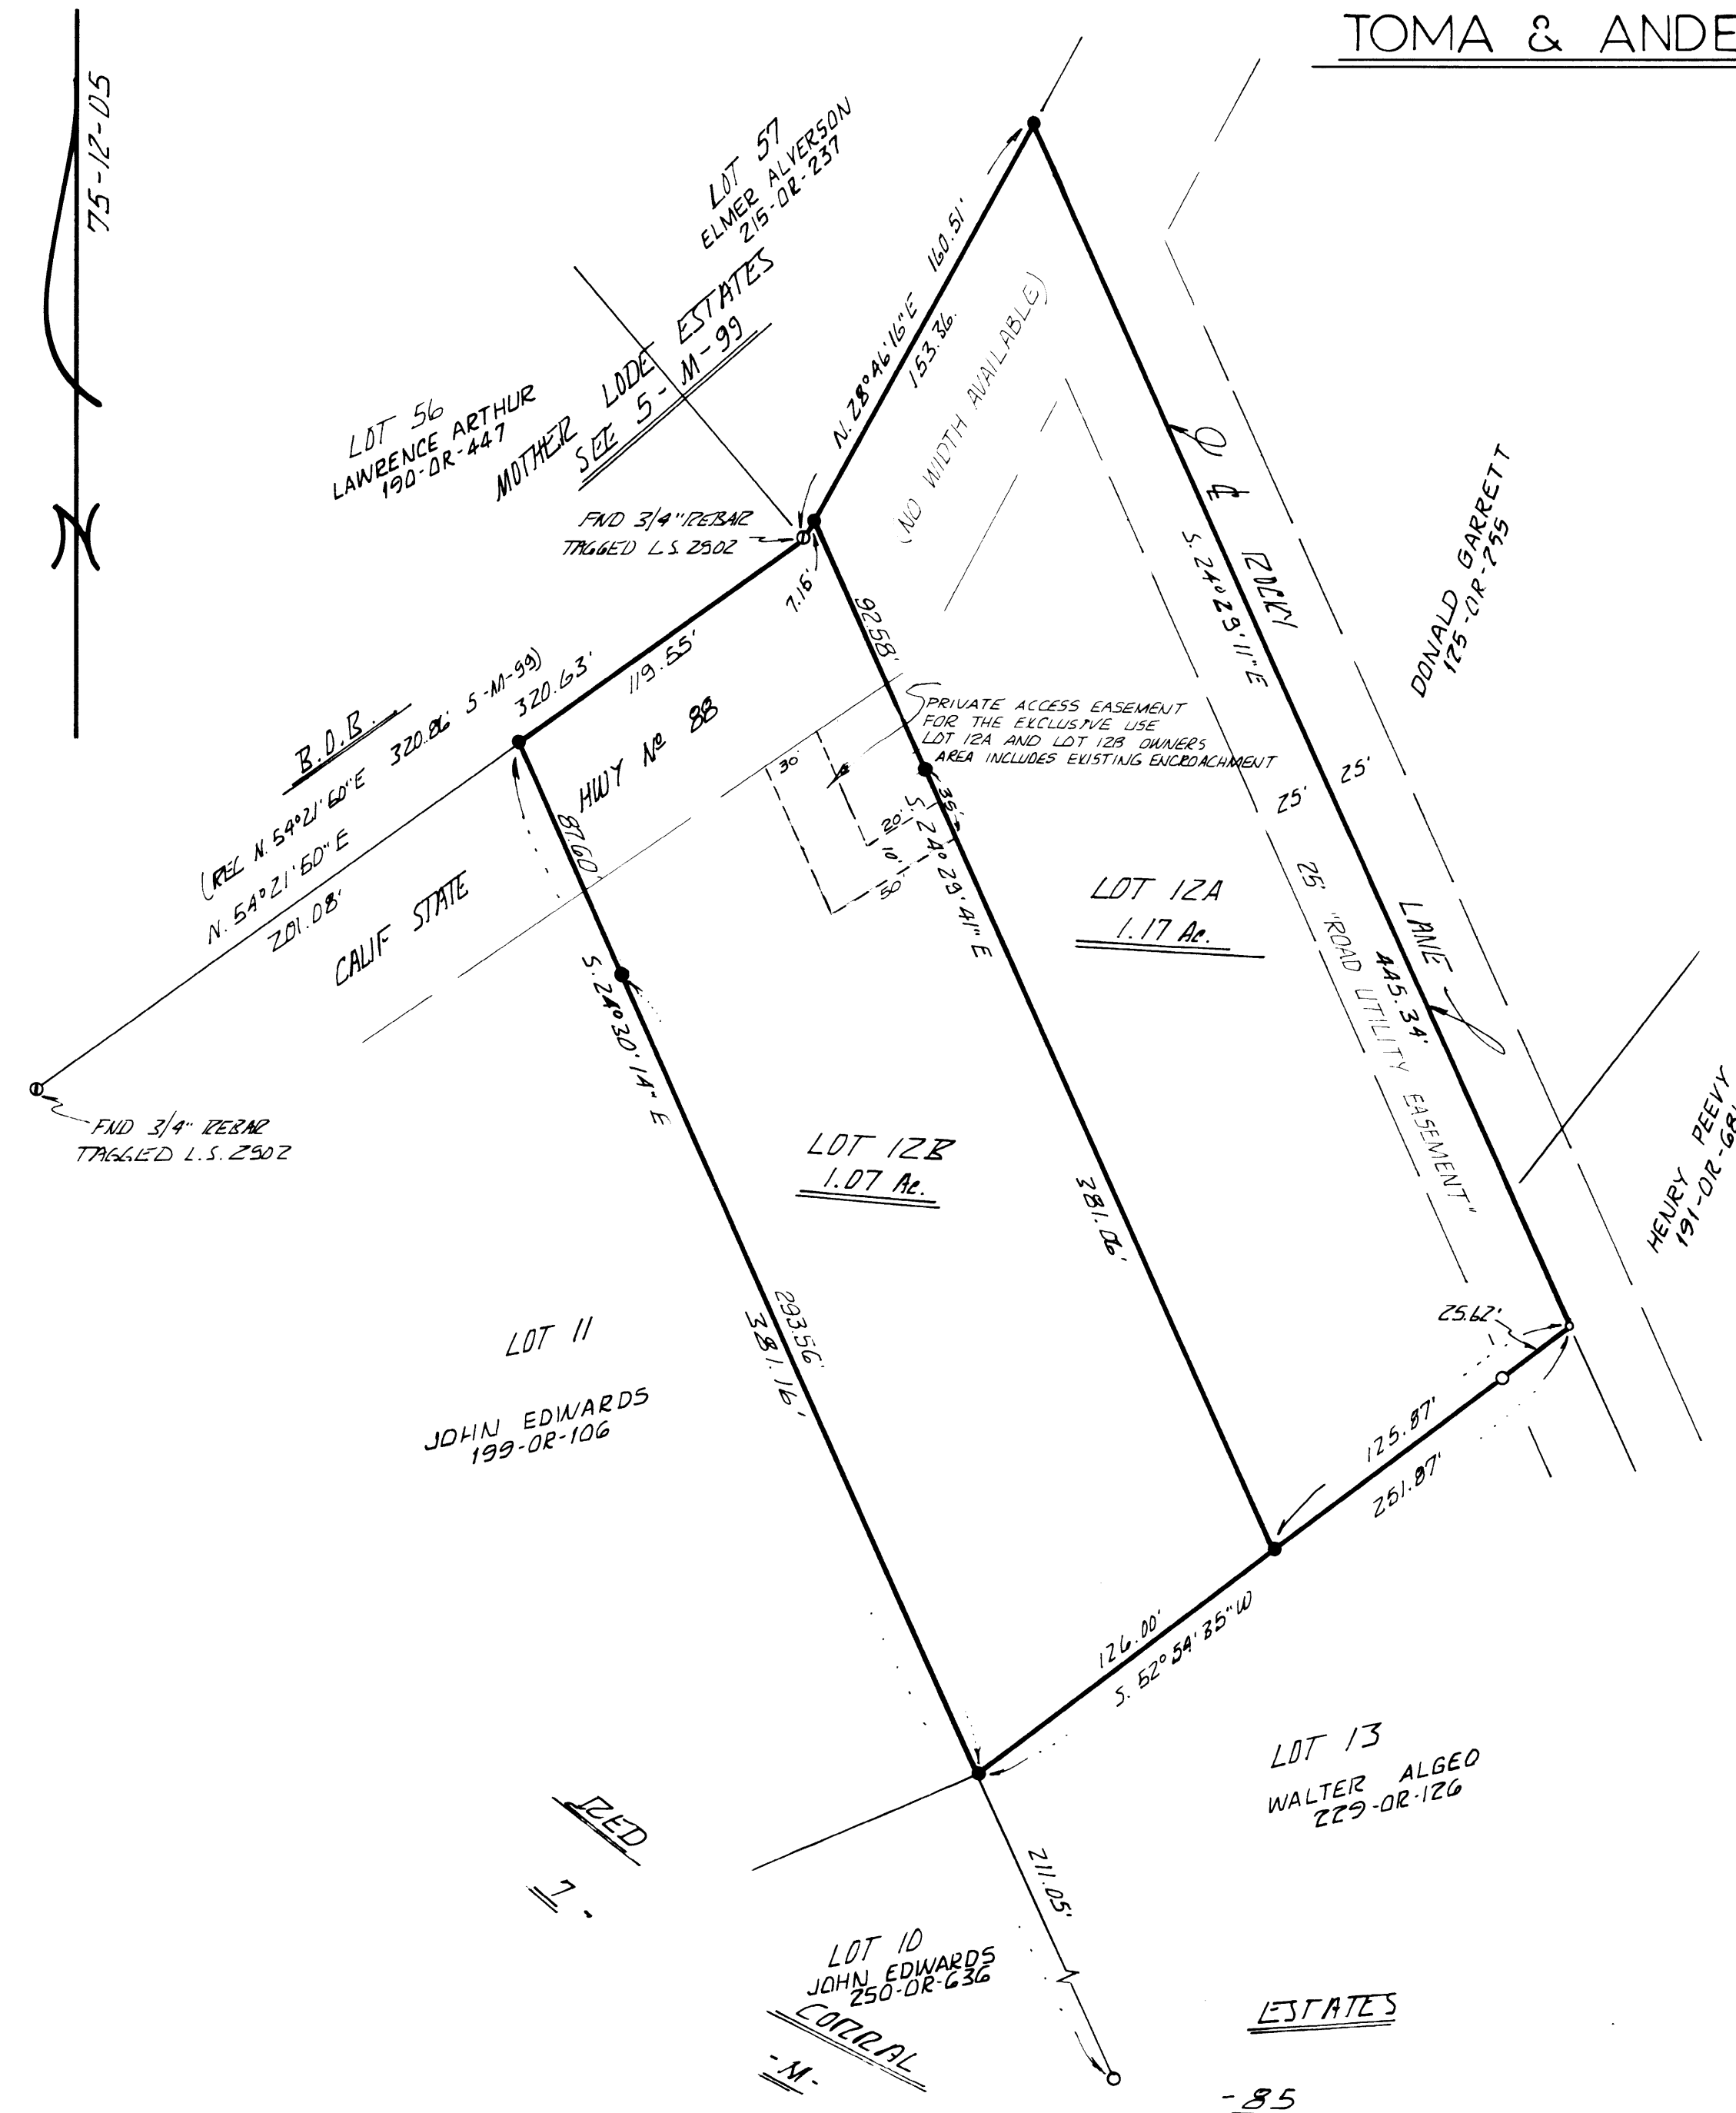 TOMA & ANDE
75-12-05
N
LOT 57
ELMER ALVERSON
215-OR-237
LOT 56
LAWRENCE ARTHUR
190-OR-447
MOTHER LODE ESTATES
SEE 5-M-99
FND 3/4" REBAR
TAGGED L.S. 2502
N. 28°46'16"E 160.51'
153.36.
(NO WIDTH AVAILABLE)
7.15'
92.58'
℄ ROCKY LANE
S. 24°29'11"E
445.34'
DONALD GARRETT
125-OR-755
B.O.B.
(REC N. 54°21'50"E 320.86' 5-M-99)
N. 54°21'50"E 320.63'
201.08'
119.55'
CALIF STATE HWY Nº 88
87.60'
PRIVATE ACCESS EASEMENT
FOR THE EXCLUSIVE USE
LOT 12A AND LOT 12B OWNERS
AREA INCLUDES EXISTING ENCROACHMENT
30'
20'
10'
50'
35'
S. 24°29'41" E
25'
25'
25' "ROAD UTILITY EASEMENT"
LOT 12A
1.17 Ac.
S. 24°30'14" E
FND 3/4" REBAR
TAGGED L.S. 2502
LOT 12B
1.07 Ac.
381.06'
HENRY PEEVY
191-OR-
LOT 11
JOHN EDWARDS
199-OR-106
293.56'
381.16'
25.62'
125.87'
251.87'
126.00'
S. 52°54'35"W
LOT 13
WALTER ALGEO
229-OR-126
RED
7.
211.05'
LOT 10
JOHN EDWARDS
250-OR-636
CORRAL
-M-
ESTATES
-85